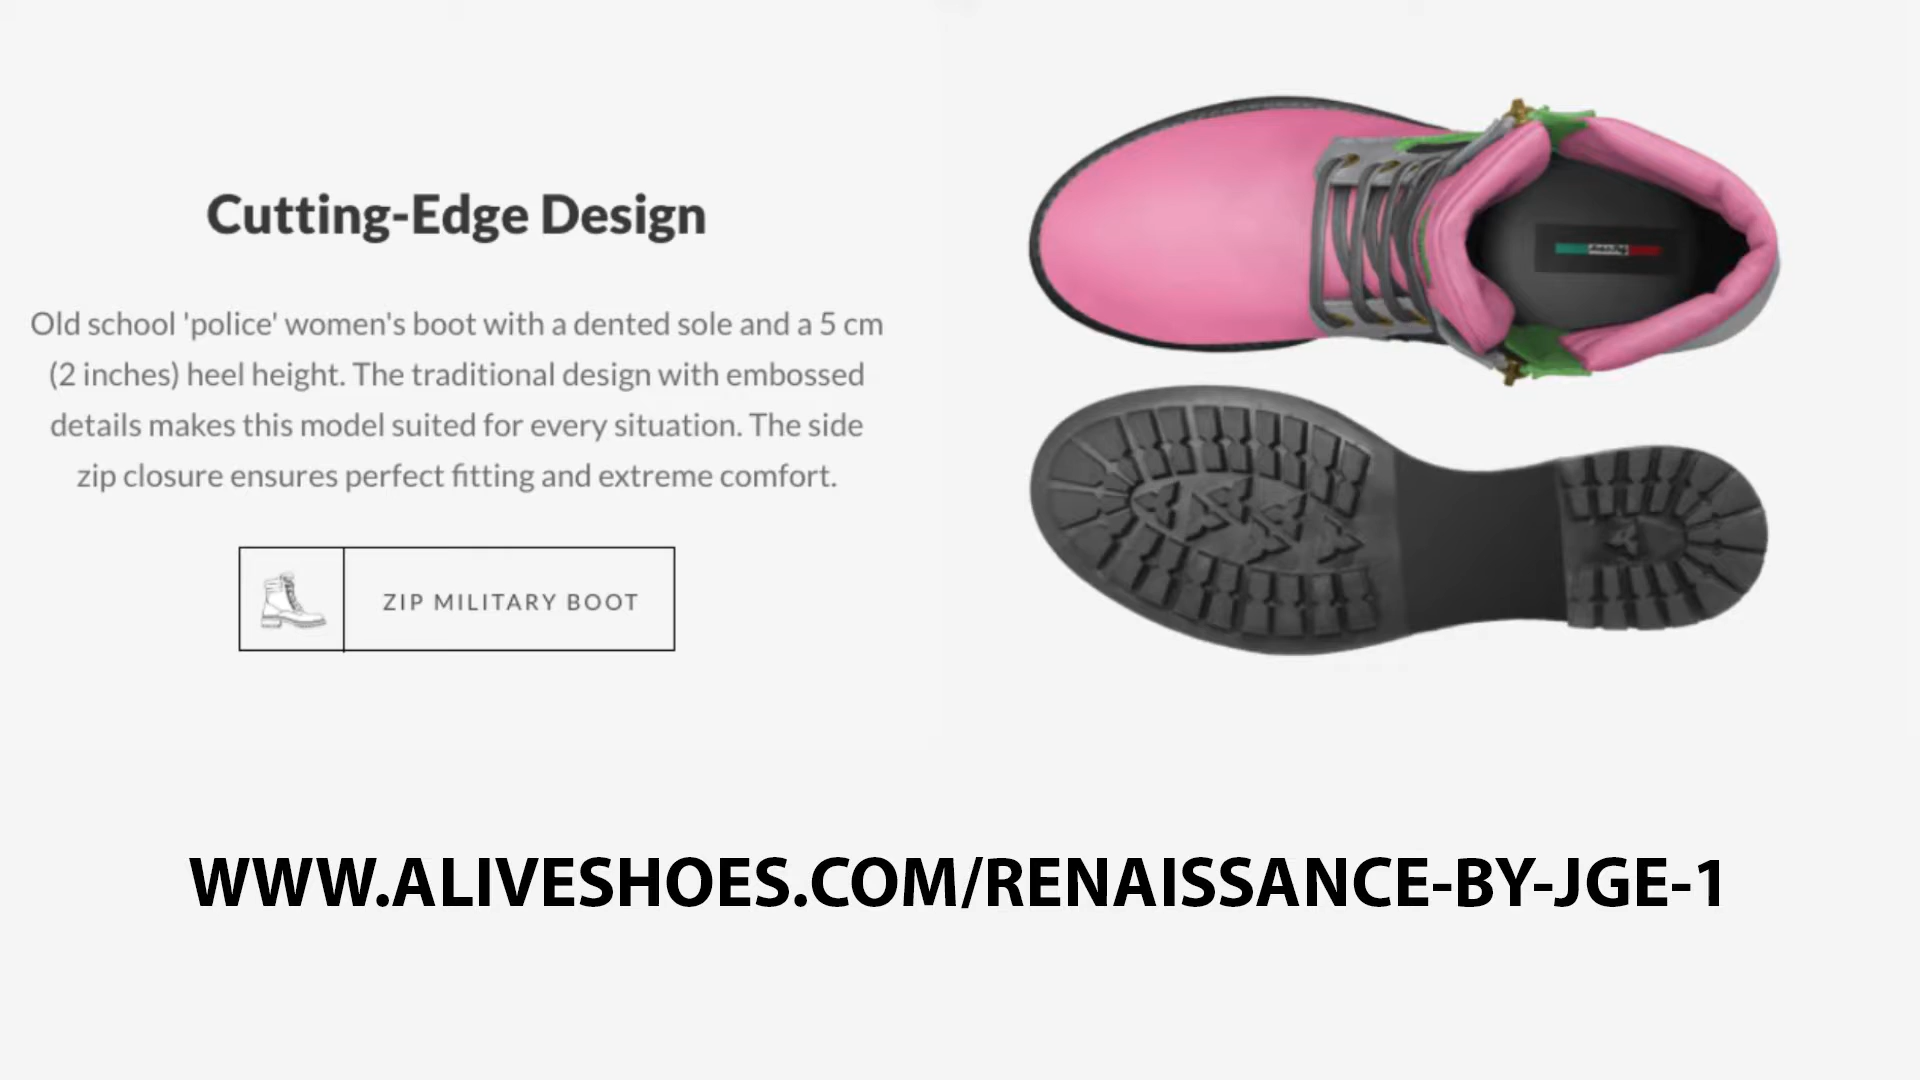 Cutting-Edge Design
Old school 'police' women's boot with a dented sole and a 5 cm
(2 inches) heel height. The traditional design with embossed
details makes this model suited for every situation. The side
zip closure ensures perfect fitting and extreme comfort.
ZIP MILITARY BOOT
WWW.ALIVESHOES.COM/RENAISSANCE-BY-JGE-1